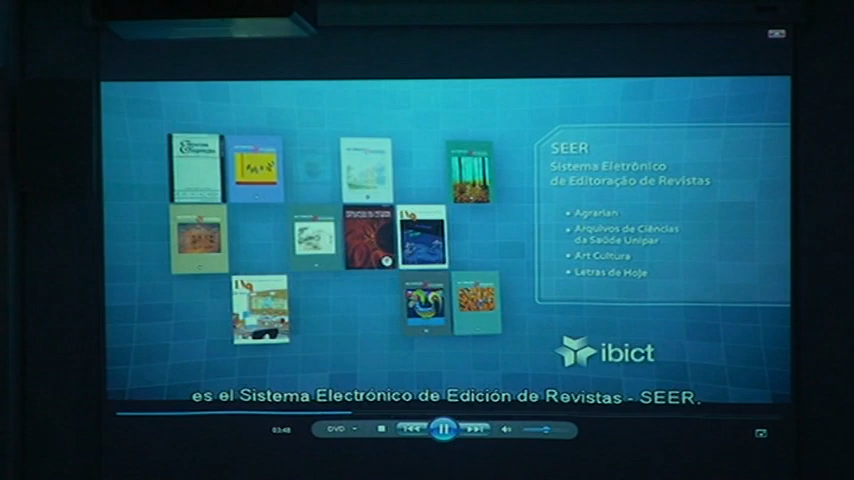 SEER
Sistema Eletrônico
de Editoração de Revistas
• Agrarian
• Arquivos de Ciências
da Saúde Unipar
• Art Cultura
• Letras de Hoje
ibict
es el Sistema Electrónico de Edición de Revistas - SEER.
03:48
DVD